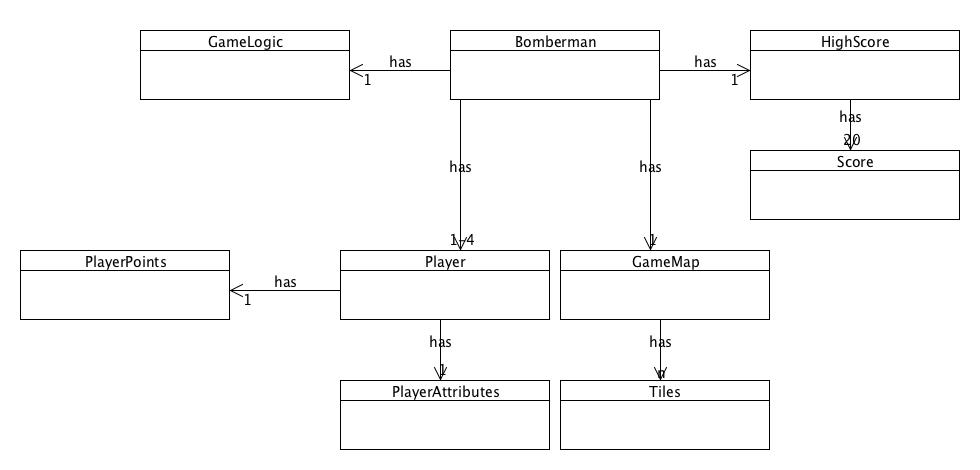 GameLogic
Bomberman
HighScore
has
1
has
1
has
20
Score
has
1-4
has
1
PlayerPoints
Player
GameMap
has
1
has
1
has
n
PlayerAttributes
Tiles